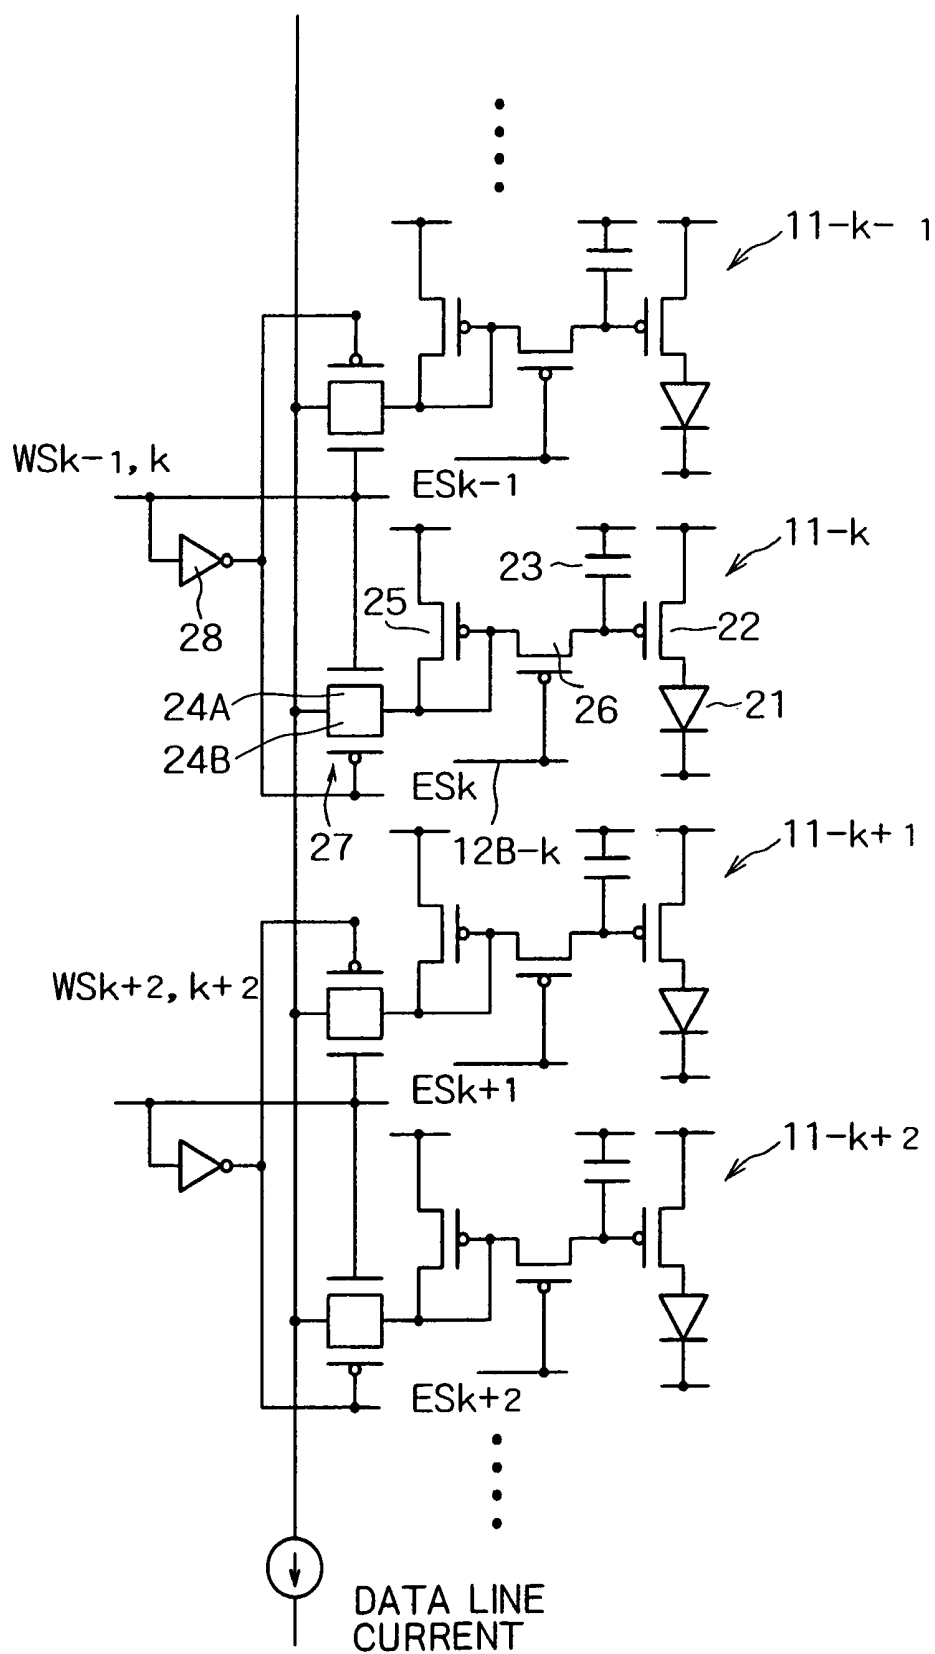 11-k-1
WSk-1,k
ESk-1
11-k
23
25
22
28
24A
26
21
24B
ESk
27
12B-k
11-k+1
WSk+2,k+2
ESk+1
11-k+2
ESk+2
DATA LINE
CURRENT